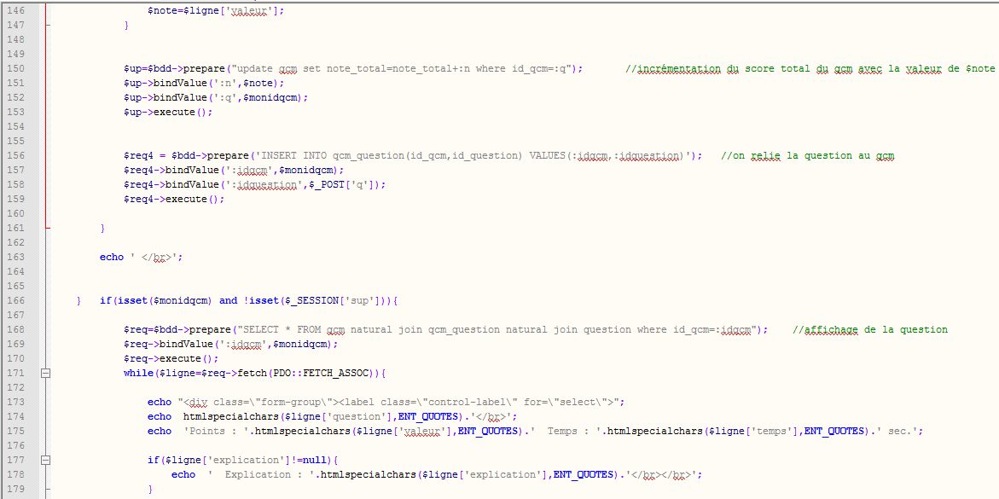 146 $note=$ligne['valeur'];
147 }
148
149
150 $up=$bdd->prepare("update qcm set note_total=note_total+:n where id_qcm=:q"); //incrémentation du score total du qcm avec la valeur de $note
151 $up->bindValue(':n',$note);
152 $up->bindValue(':q',$monidqcm);
153 $up->execute();
154
155
156 $req4 = $bdd->prepare('INSERT INTO qcm_question(id_qcm,id_question) VALUES(:idqcm,:idquestion)'); //on relie la question au qcm
157 $req4->bindValue(':idqcm',$monidqcm);
158 $req4->bindValue(':idquestion',$_POST['q']);
159 $req4->execute();
160
161 }
162
163 echo ' </br>';
164
165
166 } if(isset($monidqcm) and !isset($_SESSION['sup'])){
167
168 $req=$bdd->prepare("SELECT * FROM qcm natural join qcm_question natural join question where id_qcm=:idqcm"); //affichage de la question
169 $req->bindValue(':idqcm',$monidqcm);
170 $req->execute();
171 while($ligne=$req->fetch(PDO::FETCH_ASSOC)){
172
173 echo "<div class=\"form-group\"><label class=\"control-label\" for=\"select\">";
174 echo htmlspecialchars($ligne['question'],ENT_QUOTES).'</br>';
175 echo 'Points : '.htmlspecialchars($ligne['valeur'],ENT_QUOTES).' Temps : '.htmlspecialchars($ligne['temps'],ENT_QUOTES).' sec.';
176
177 if($ligne['explication']!=null){
178 echo ' Explication : '.htmlspecialchars($ligne['explication'],ENT_QUOTES).'</br></br>';
179 }